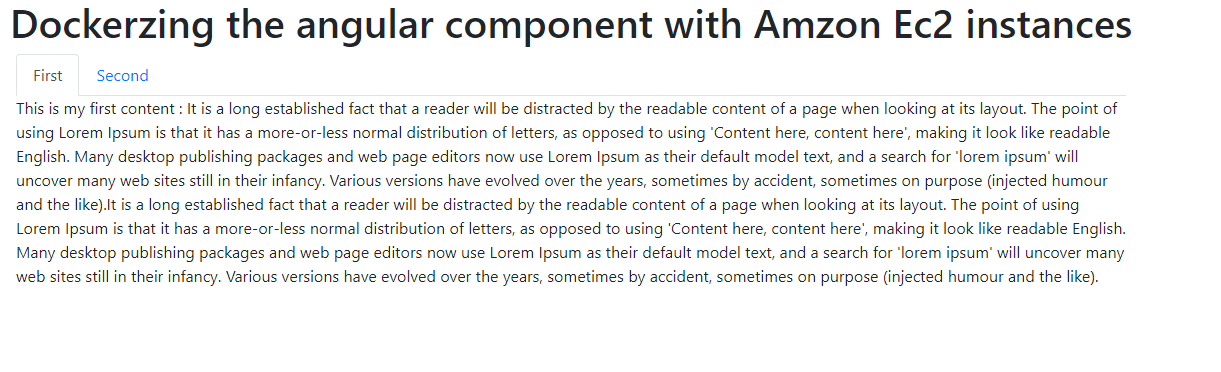 Dockerzing the angular component with Amzon Ec2 instances
First
Second
This is my first content : It is a long established fact that a reader will be distracted by the readable content of a page when looking at its layout. The point of
using Lorem Ipsum is that it has a more-or-less normal distribution of letters, as opposed to using 'Content here, content here', making it look like readable
English. Many desktop publishing packages and web page editors now use Lorem Ipsum as their default model text, and a search for 'lorem ipsum' will
uncover many web sites still in their infancy. Various versions have evolved over the years, sometimes by accident, sometimes on purpose (injected humour
and the like).It is a long established fact that a reader will be distracted by the readable content of a page when looking at its layout. The point of using
Lorem Ipsum is that it has a more-or-less normal distribution of letters, as opposed to using 'Content here, content here', making it look like readable English.
Many desktop publishing packages and web page editors now use Lorem Ipsum as their default model text, and a search for 'lorem ipsum' will uncover many
web sites still in their infancy. Various versions have evolved over the years, sometimes by accident, sometimes on purpose (injected humour and the like).